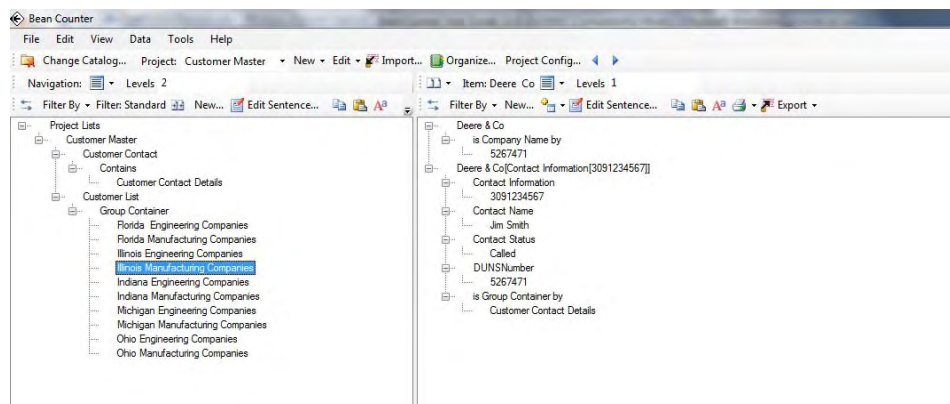 Bean Counter
File Edit View Data Tools Help
Change Catalog... Project: Customer Master New Edit Import... Organize... Project Config...
Navigation: Levels 2
Item: Deere Co Levels 1
Filter By Filter: Standard New... Edit Sentence... Aª
Filter By New... Edit Sentence... Aª Export
Project Lists
Customer Master
Customer Contact
Contains
Customer Contact Details
Customer List
Group Container
Florida Engineering Companies
Florida Manufacturing Companies
Illinois Engineering Companies
Illinois Manufacturing Companies
Indiana Engineering Companies
Indiana Manufacturing Companies
Michigan Engineering Companies
Michigan Manufacturing Companies
Ohio Engineering Companies
Ohio Manufacturing Companies
Deere & Co
is Company Name by
5267471
Deere & Co[Contact Information[3091234567]]
Contact Information
3091234567
Contact Name
Jim Smith
Contact Status
Called
DUNSNumber
5267471
is Group Container by
Customer Contact Details